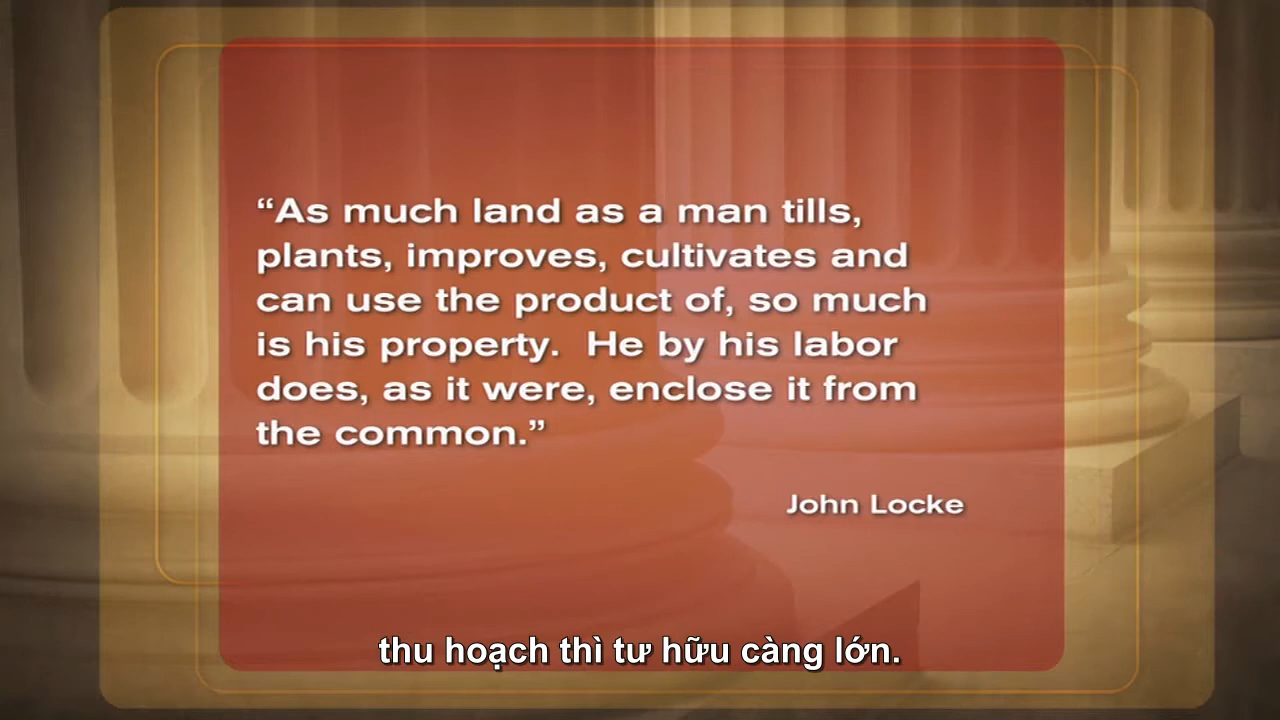 “As much land as a man tills,
plants, improves, cultivates and
can use the product of, so much
is his property.  He by his labor
does, as it were, enclose it from
the common.”
John Locke
thu hoạch thì tư hữu càng lớn.